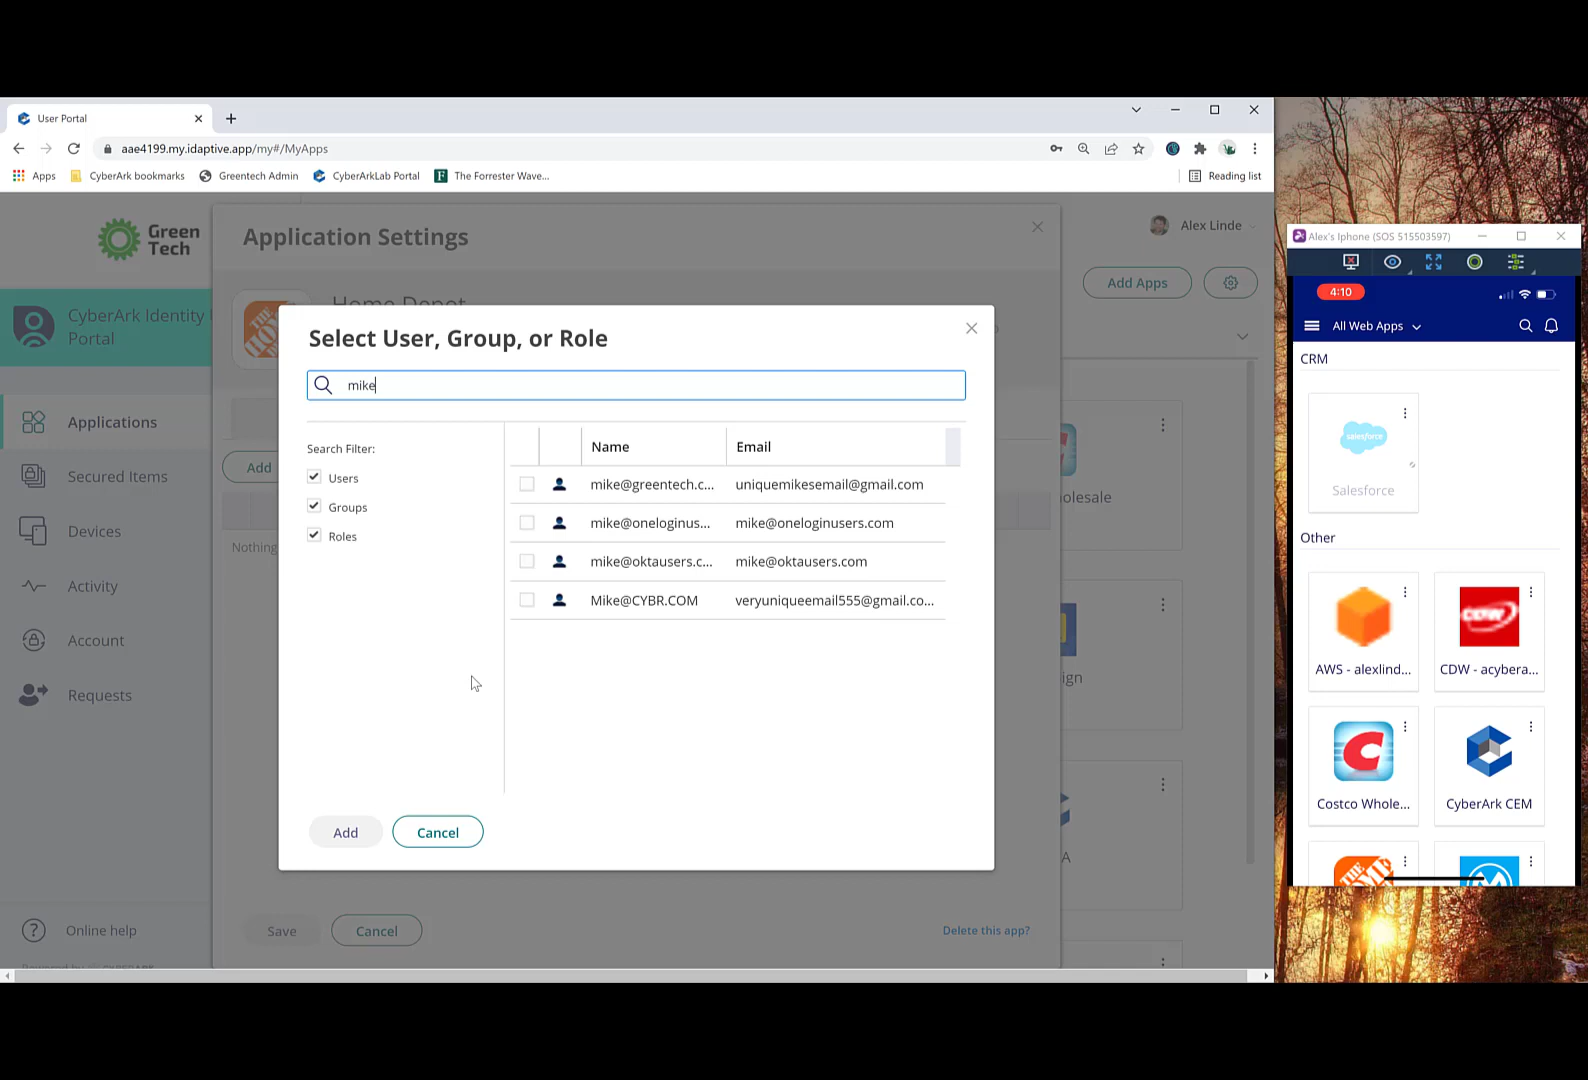 User Portal
aae4199.my.idaptive.app/my#/MyApps
Apps
CyberArk bookmarks
Greentech Admin
CyberArkLab Portal
The Forrester Wave...
Reading list
Green
Tech
Application Settings
Alex Linde
Home Depot
Add Apps
CyberArk Identity
Portal
Applications
Secured Items
Devices
Activity
Account
Requests
Online help
Add
Nothing
Select User, Group, or Role
mike
Search Filter:
Users
Groups
Roles
Name
Email
mike@greentech.c...
uniquemikesemail@gmail.com
mike@oneloginus...
mike@oneloginusers.com
mike@oktausers.c...
mike@oktausers.com
Mike@CYBR.COM
veryuniqueemail555@gmail.co...
Add
Cancel
Save
Cancel
Delete this app?
olesale
ign
A
Alex's Iphone (SOS 515503597)
4:10
All Web Apps
CRM
salesforce
Salesforce
Other
AWS - alexlind...
CDW
CDW - acybera...
Costco Whole...
CyberArk CEM
THE